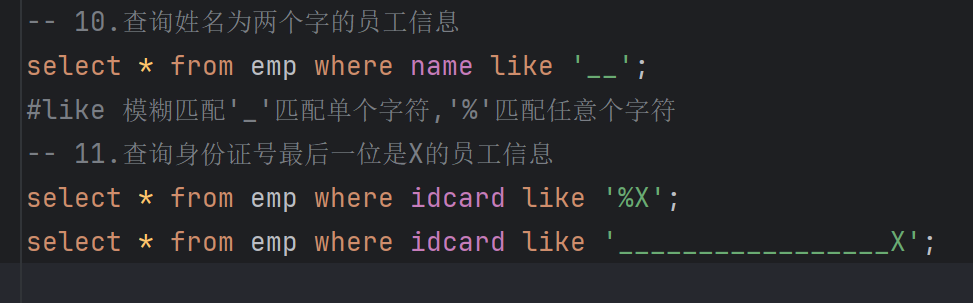 -- 10.查询姓名为两个字的员工信息
select * from emp where name like '__';
#like 模糊匹配'_'匹配单个字符,'%'匹配任意个字符
-- 11.查询身份证号最后一位是X的员工信息
select * from emp where idcard like '%X';
select * from emp where idcard like '_________________X';